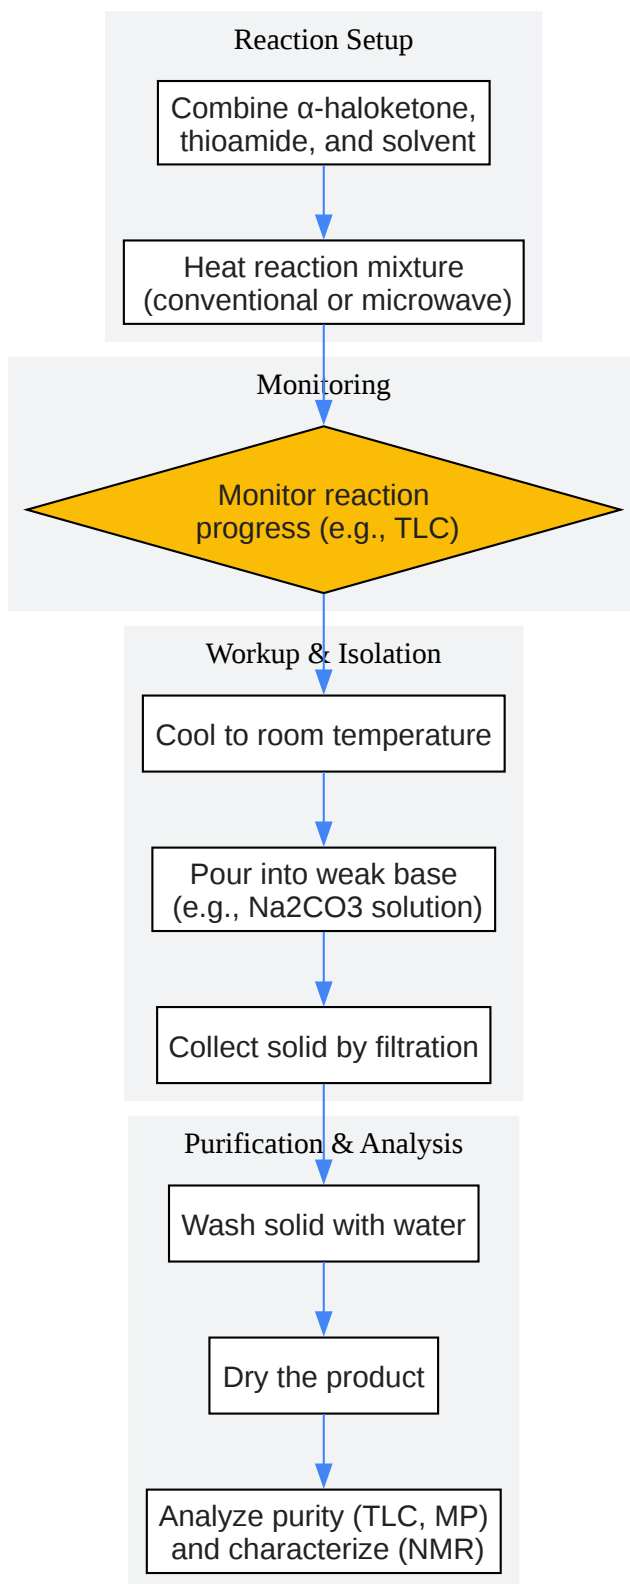 Reaction Setup
Combine α-haloketone,
thioamide, and solvent
Heat reaction mixture
(conventional or microwave)
Monitoring
Monitor reaction
progress (e.g., TLC)
Workup & Isolation
Cool to room temperature
Pour into weak base
(e.g., Na2CO3 solution)
Collect solid by filtration
Purification & Analysis
Wash solid with water
Dry the product
Analyze purity (TLC, MP)
and characterize (NMR)